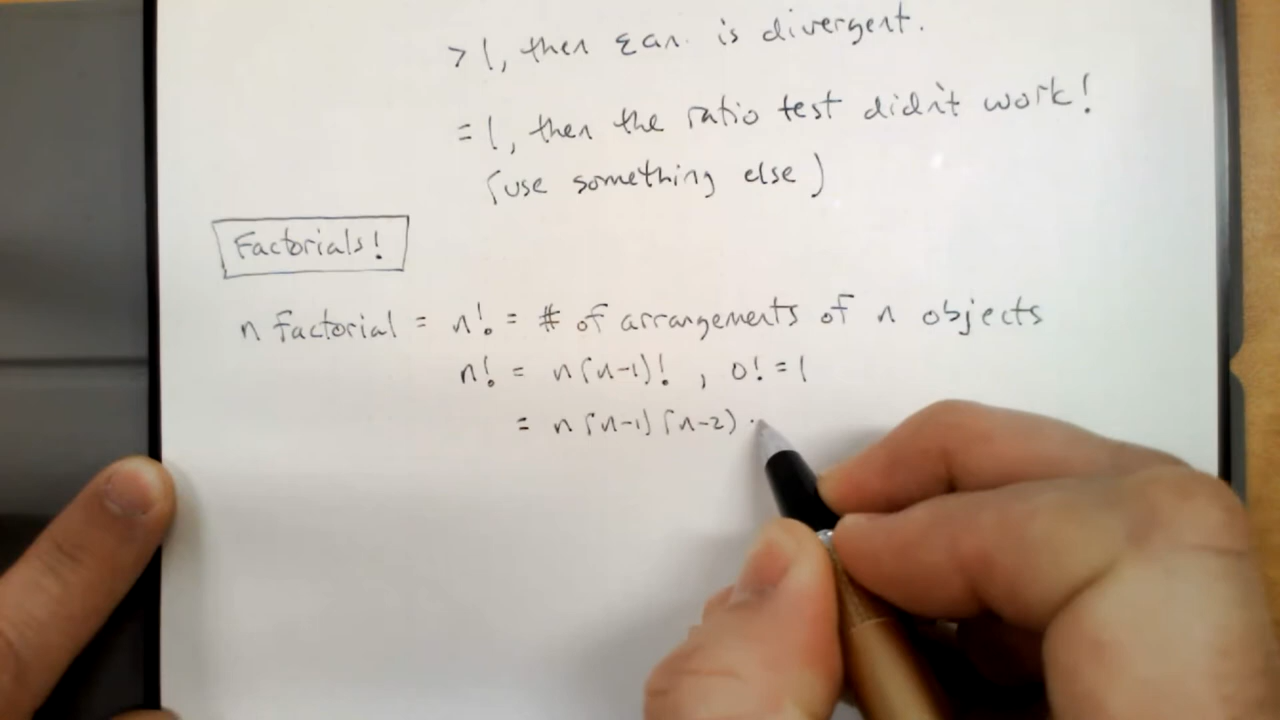 > 1, then Σan. is divergent.
= 1, then the ratio test didn't work!
(use something else)
Factorials!
n factorial = n! = # of arrangements of n objects
n! = n(n-1)! , 0! = 1
= n(n-1)(n-2) ·